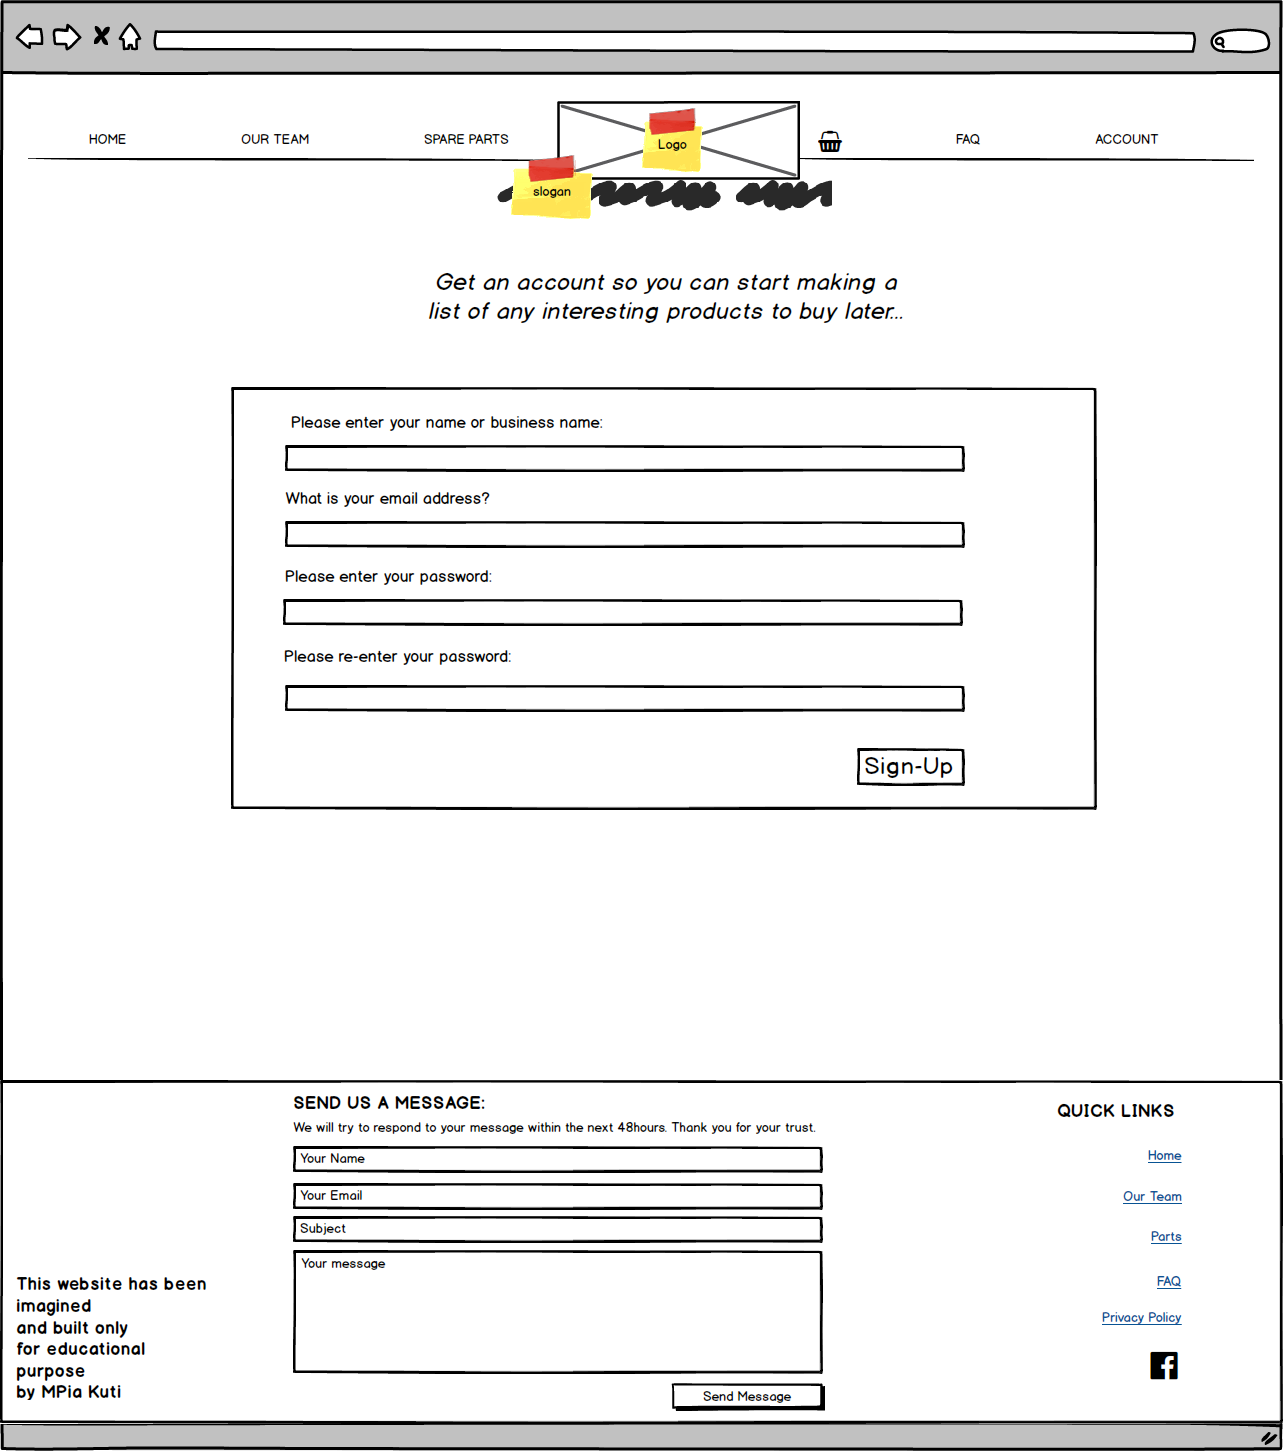 HOME
OUR TEAM
SPARE PARTS
Logo
FAQ
ACCOUNT
slogan
Get an account so you can start making a
list of any interesting products to buy later...
Please enter your name or business name:
What is your email address?
Please enter your password:
Please re-enter your password:
Sign-Up
SEND US A MESSAGE:
We will try to respond to your message within the next 48hours. Thank you for your trust.
Your Name
Your Email
Subject
Your message
Send Message
QUICK LINKS
Home
Our Team
Parts
FAQ
Privacy Policy
This website has been
imagined
and built only
for educational
purpose
by MPia Kuti